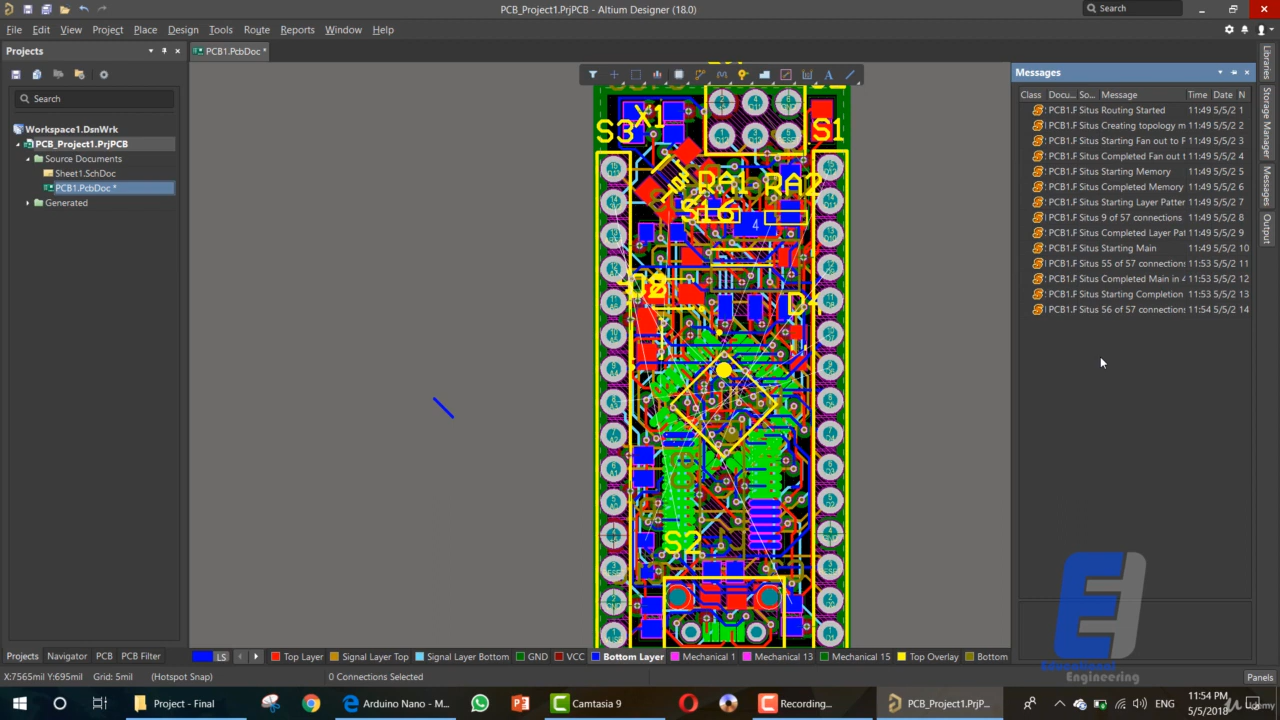 PCB_Project1.PrjPCB - Altium Designer (18.0)
Search
File Edit View Project Place Design Tools Route Reports Window Help
Projects
PCB1.PcbDoc *
Search
Workspace1.DsnWrk
PCB_Project1.PrjPCB
Source Documents
Sheet1.SchDoc
PCB1.PcbDoc *
Generated
S3
X1
S1
RA1
RA2
S16
4
D4
S2
Messages
Class Docu... So... Message Time Date N
PCB1.F Situs Routing Started 11:49 5/5/2 1
PCB1.F Situs Creating topology m 11:49 5/5/2 2
PCB1.F Situs Starting Fan out to 11:49 5/5/2 3
PCB1.F Situs Completed Fan out t 11:49 5/5/2 4
PCB1.F Situs Starting Memory 11:49 5/5/2 5
PCB1.F Situs Completed Memory 11:49 5/5/2 6
PCB1.F Situs Starting Layer Patter 11:49 5/5/2 7
PCB1.F Situs 9 of 57 connections 11:49 5/5/2 8
PCB1.F Situs Completed Layer Pat 11:49 5/5/2 9
PCB1.F Situs Starting Main 11:49 5/5/2 10
PCB1.F Situs 55 of 57 connections 11:53 5/5/2 11
PCB1.F Situs Completed Main in 4 11:53 5/5/2 12
PCB1.F Situs Starting Completion 11:53 5/5/2 13
PCB1.F Situs 56 of 57 connections 11:54 5/5/2 14
Libraries
Storage Manager
Messages
Output
Educational
Engineering
Projects Navigator PCB PCB Filter
LS Top Layer Signal Layer Top Signal Layer Bottom GND VCC Bottom Layer Mechanical 1 Mechanical 13 Mechanical 15 Top Overlay Bottom
X:7565mil Y:695mil Grid: 5mil (Hotspot Snap) 0 Connections Selected Panels
Project - Final
Arduino Nano - M...
Camtasia 9
Recording...
PCB_Project1.PrjP...
11:54 PM
5/5/2018